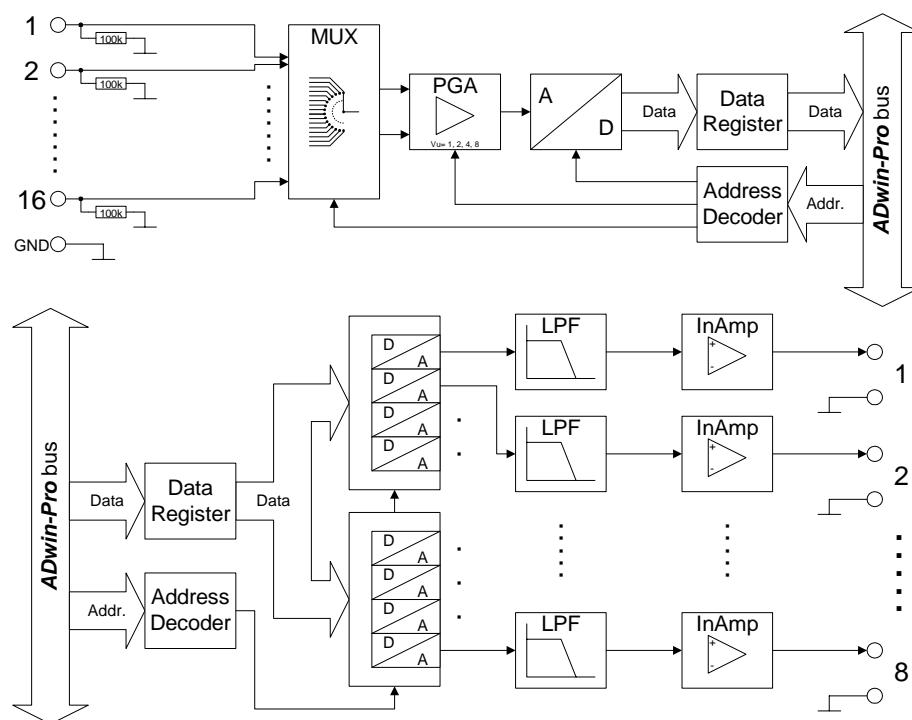 1
100k
2
100k
16
100k
GND
MUX
PGA
Vu= 1, 2, 4, 8
A
D
Data
Data
Register
Data
Address
Decoder
Addr.
ADwin-Pro bus
ADwin-Pro bus
Data
Data
Register
Data
Addr.
Address
Decoder
D
A
D
A
D
A
D
A
D
A
D
A
D
A
D
A
LPF
InAmp
+
-
1
LPF
InAmp
+
-
2
LPF
InAmp
+
-
8